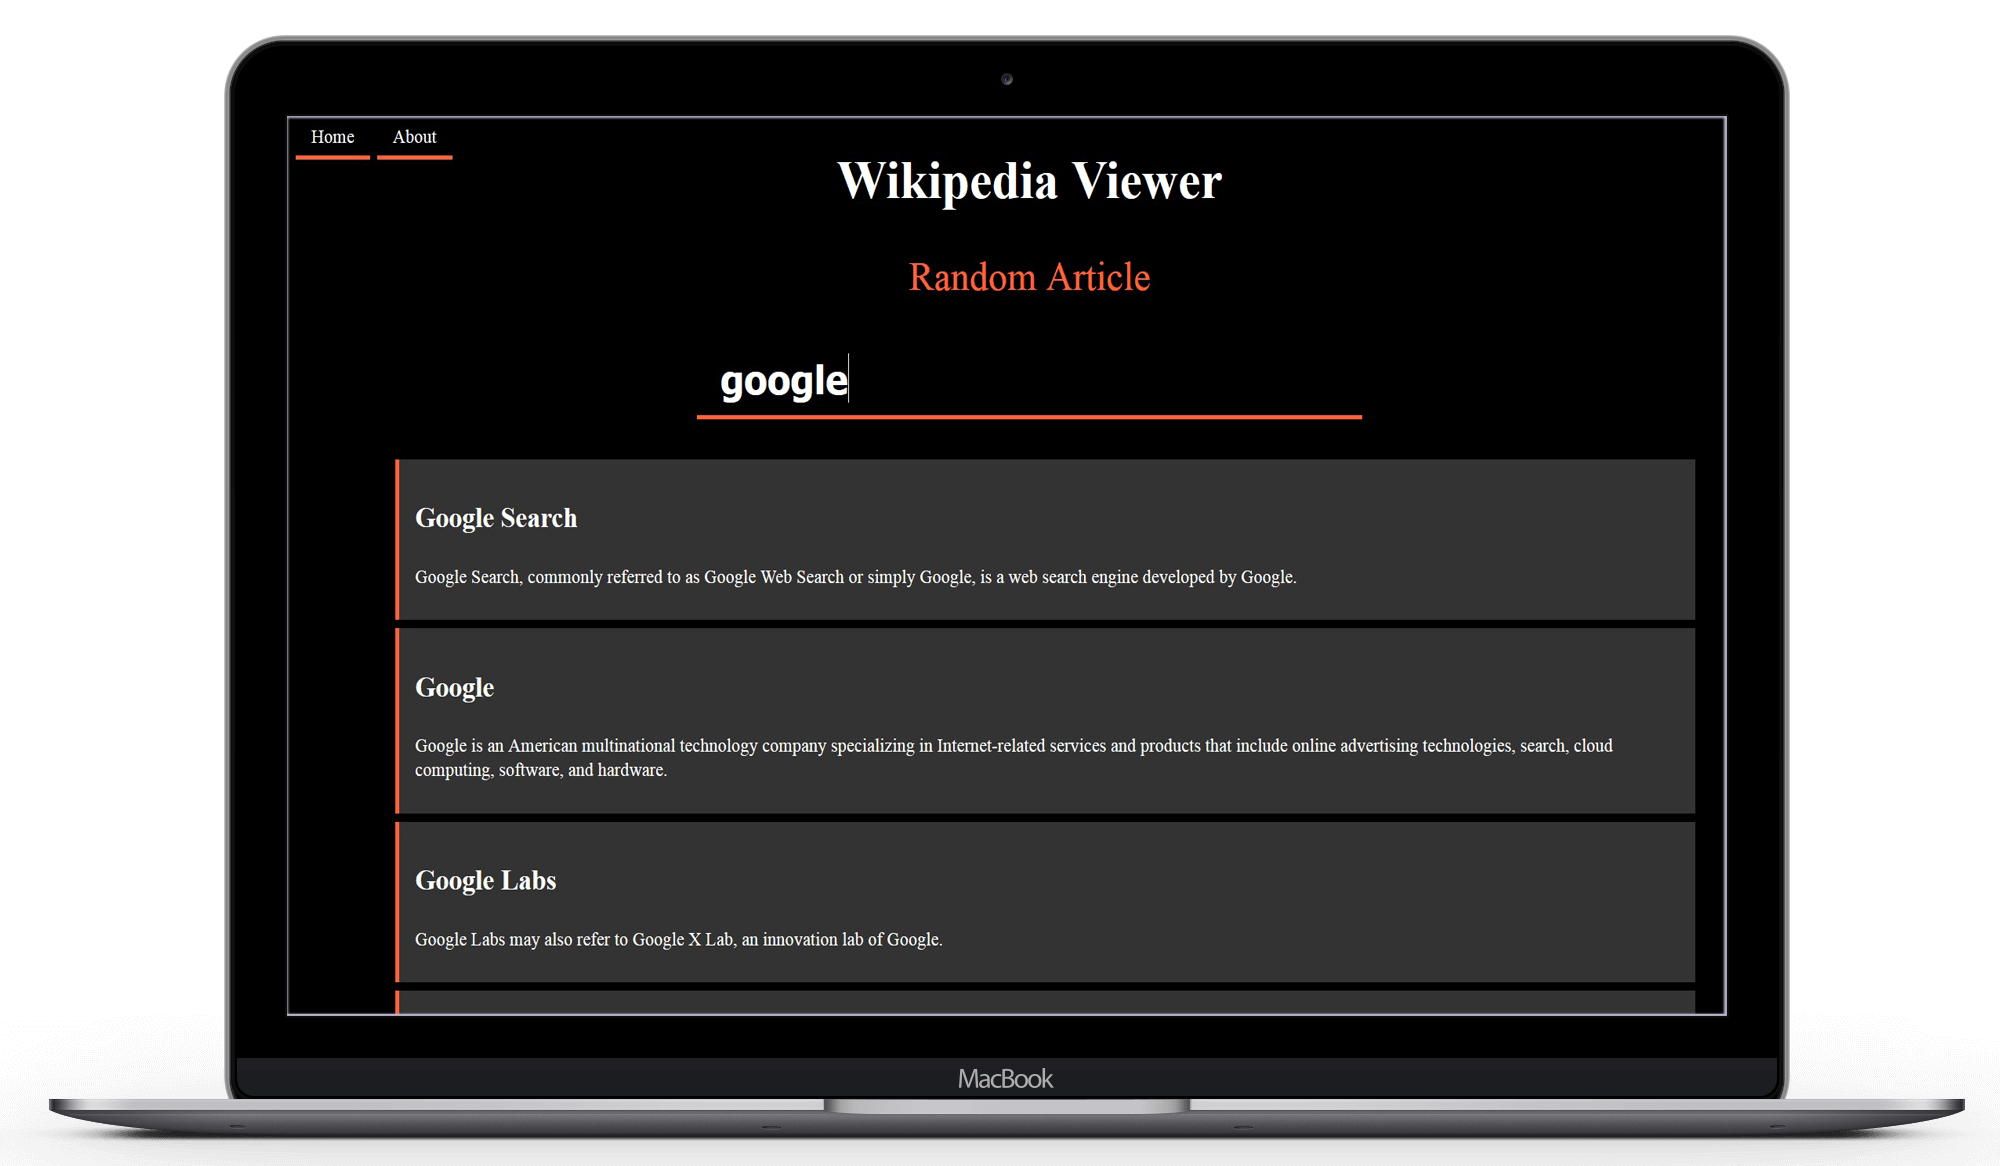 Home About
Wikipedia Viewer
Random Article
google
Google Search
Google Search, commonly referred to as Google Web Search or simply Google, is a web search engine developed by Google.
Google
Google is an American multinational technology company specializing in Internet-related services and products that include online advertising technologies, search, cloud
computing, software, and hardware.
Google Labs
Google Labs may also refer to Google X Lab, an innovation lab of Google.
MacBook